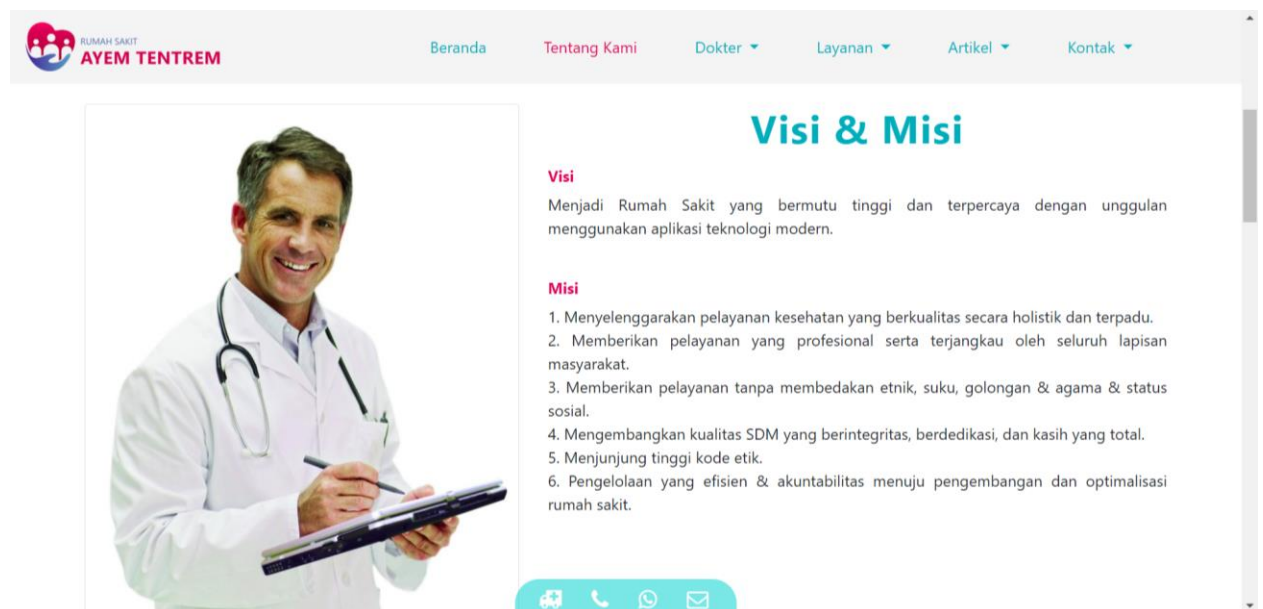 RUMAH SAKIT
AYEM TENTREM
Beranda
Tentang Kami
Dokter
Layanan
Artikel
Kontak
Visi & Misi
Visi
Menjadi Rumah Sakit yang bermutu tinggi dan terpercaya dengan unggulan
menggunakan aplikasi teknologi modern.
Misi
1. Menyelenggarakan pelayanan kesehatan yang berkualitas secara holistik dan terpadu.
2. Memberikan pelayanan yang profesional serta terjangkau oleh seluruh lapisan
masyarakat.
3. Memberikan pelayanan tanpa membedakan etnik, suku, golongan & agama & status
sosial.
4. Mengembangkan kualitas SDM yang berintegritas, berdedikasi, dan kasih yang total.
5. Menjunjung tinggi kode etik.
6. Pengelolaan yang efisien & akuntabilitas menuju pengembangan dan optimalisasi
rumah sakit.